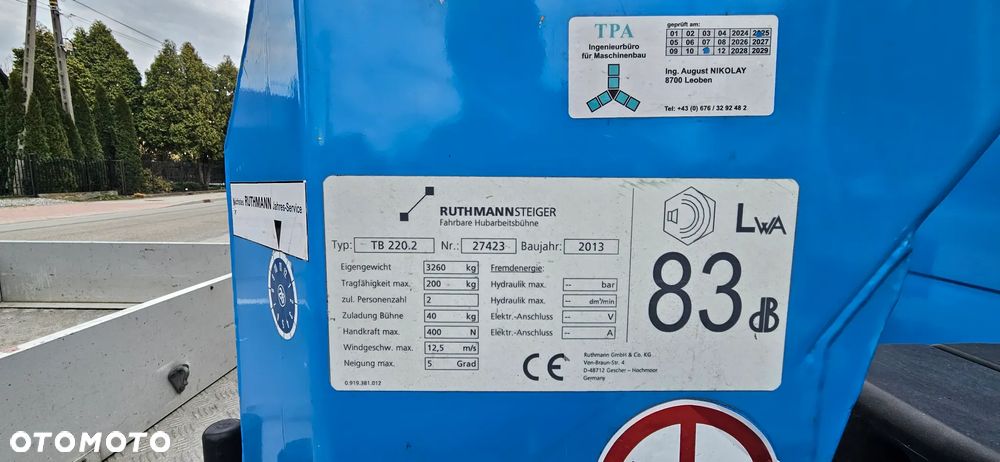 TPA
Ingenieurbüro
für Maschinenbau
geprüft am:
01 02 03 04 2024 2025
05 06 07 08 2026 2027
09 10 12 2028 2029
Ing. August NIKOLAY
8700 Leoben
Tel: +43 (0) 676 / 32 92 48 2
RUTHMANN Jahres-Service
RUTHMANNSTEIGER
Fahrbare Hubarbeitsbühne
Typ: TB 220.2 Nr.: 27423 Baujahr: 2013
Eigengewicht 3260 kg
Tragfähigkeit max. 200 kg
zul. Personenzahl 2
Zuladung Bühne 40 kg
Handkraft max. 400 N
Windgeschw. max. 12,5 m/s
Neigung max. 5 Grad
Fremdenergie:
Hydraulik max. -- bar
Hydraulik max. -- dm³/min
Elektr.-Anschluss -- V
Elektr.-Anschluss -- A
CE
Ruthmann GmbH & Co. KG
Von-Braun-Str. 4
D-48712 Gescher - Hochmoor
Germany
0.919.381.012
LWA
83 dB
OTOMOTO